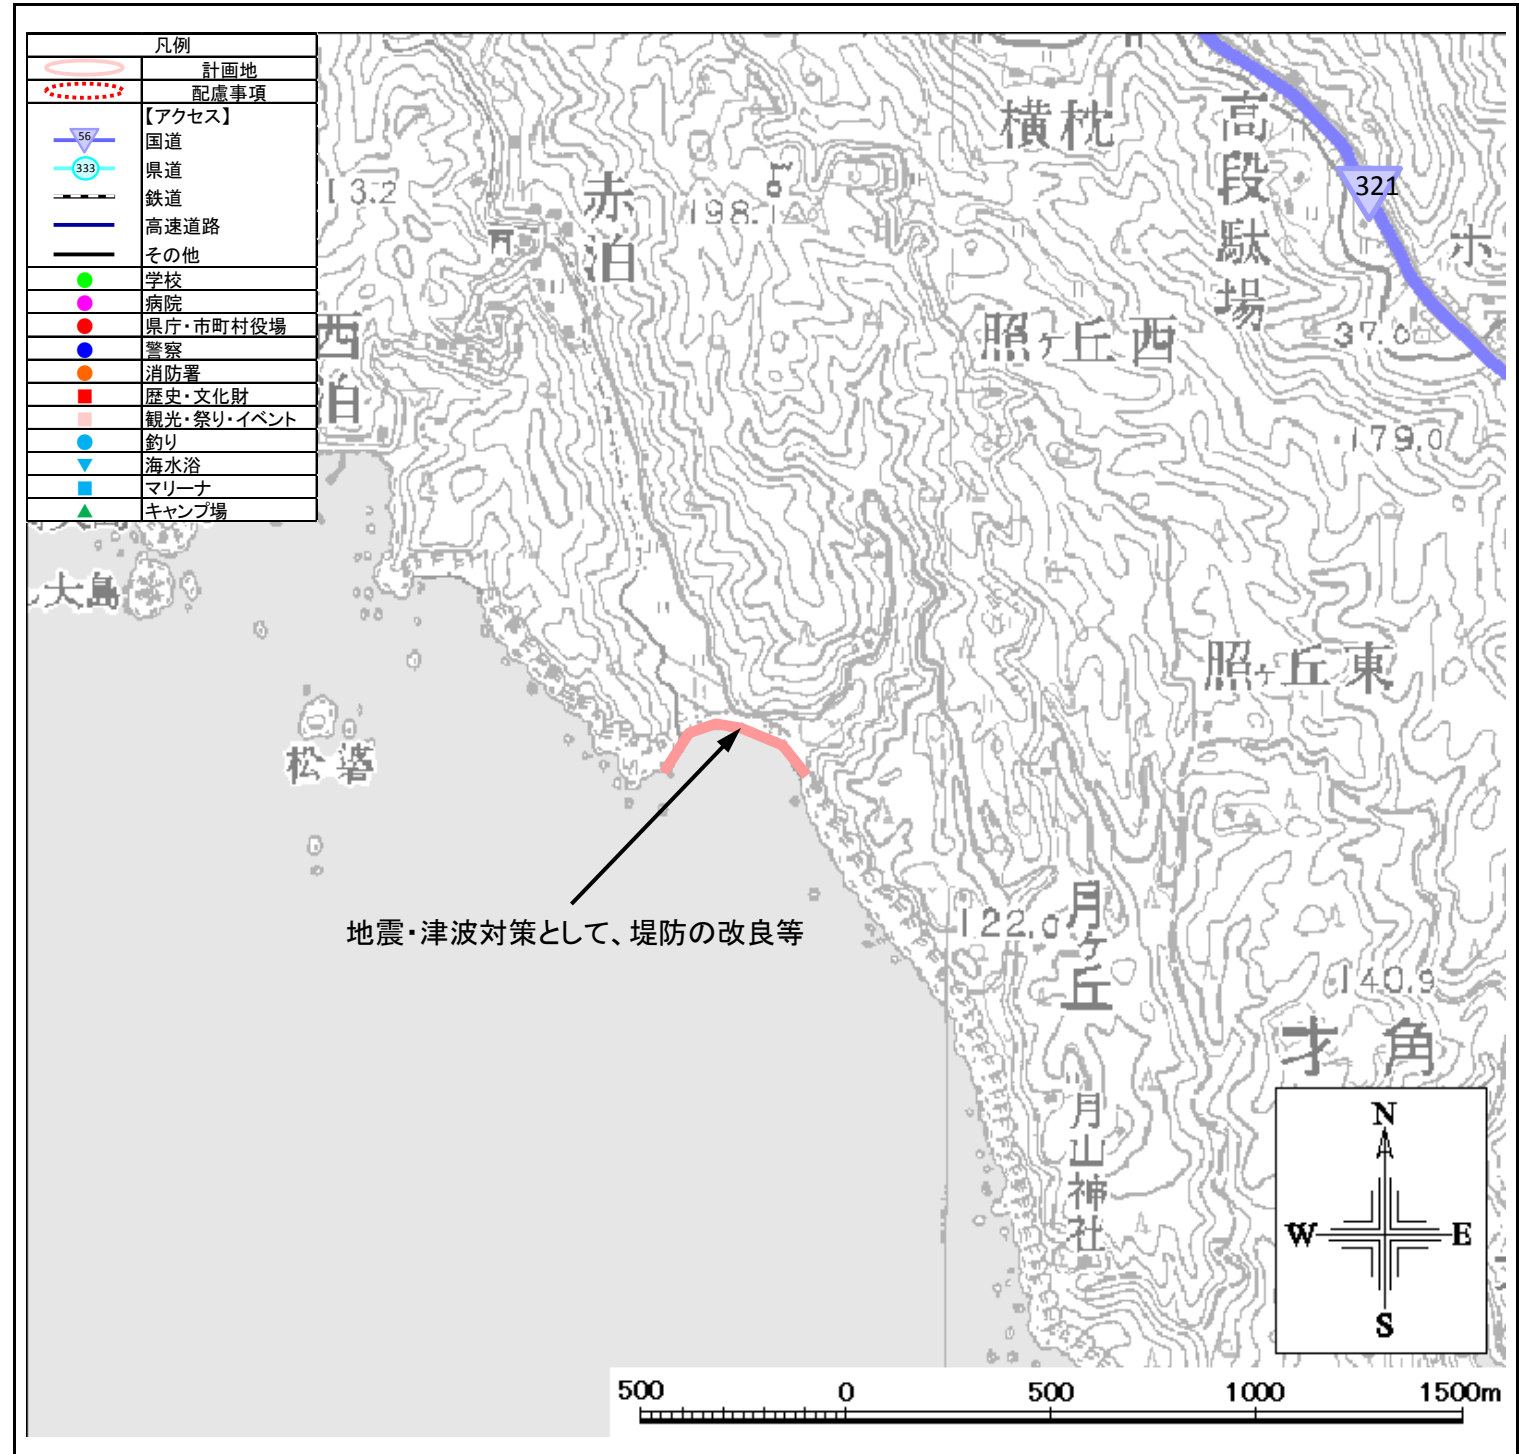 凡例
計画地
配慮事項
【アクセス】
56
国道
333
県道
鉄道
高速道路
その他
学校
病院
県庁・市町村役場
警察
消防署
歴史・文化財
観光・祭り・イベント
釣り
海水浴
マリーナ
キャンプ場
横枕
高段駄場
321
赤泊
198.1
13.2
ホ
西泊
照ヶ丘西
37.0
179.0
大島
照ヶ丘東
松碆
地震・津波対策として、堤防の改良等
122.0
月ヶ丘
140.9
才角
月山神社
N
W
E
S
500 0 500 1000 1500m